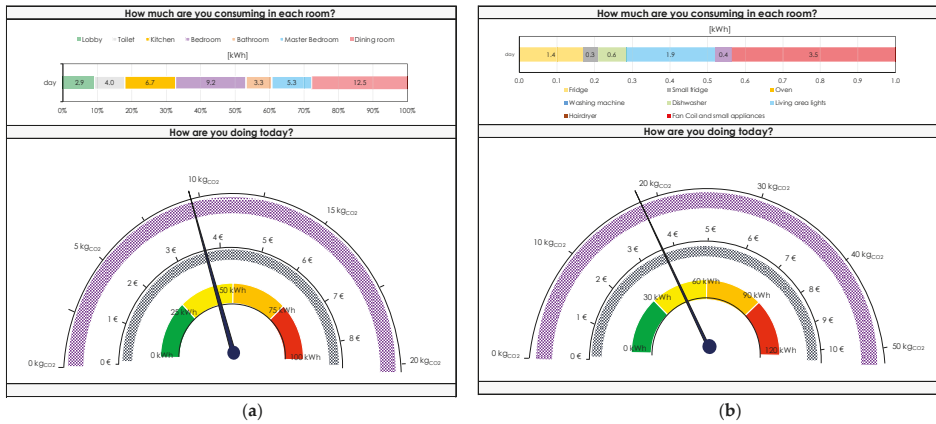 How much are you consuming in each room?
[kWh]
Lobby Toilet Kitchen Bedroom Bathroom Master Bedroom Dining room
day 2.9 4.0 6.7 9.2 3.3 5.3 12.5
0% 10% 20% 30% 40% 50% 60% 70% 80% 90% 100%
How are you doing today?
0 kgCO2 5 kgCO2 10 kgCO2 15 kgCO2 20 kgCO2
0 € 1 € 2 € 3 € 4 € 5 € 6 € 7 € 8 €
0 kWh 25 kWh 50 kWh 75 kWh 100 kWh
(a)
How much are you consuming in each room?
[kWh]
day 1.4 0.3 0.6 1.9 0.4 3.5
0.0 0.1 0.2 0.3 0.4 0.5 0.6 0.7 0.8 0.9 1.0
Fridge Small fridge Oven
Washing machine Dishwasher Living area lights
Hairdryer Fan Coil and small appliances
How are you doing today?
0 kgCO2 10 kgCO2 20 kgCO2 30 kgCO2 40 kgCO2 50 kgCO2
0 € 1 € 2 € 3 € 4 € 5 € 6 € 7 € 8 € 9 € 10 €
0 kWh 30 kWh 60 kWh 90 kWh 120 kWh
(b)